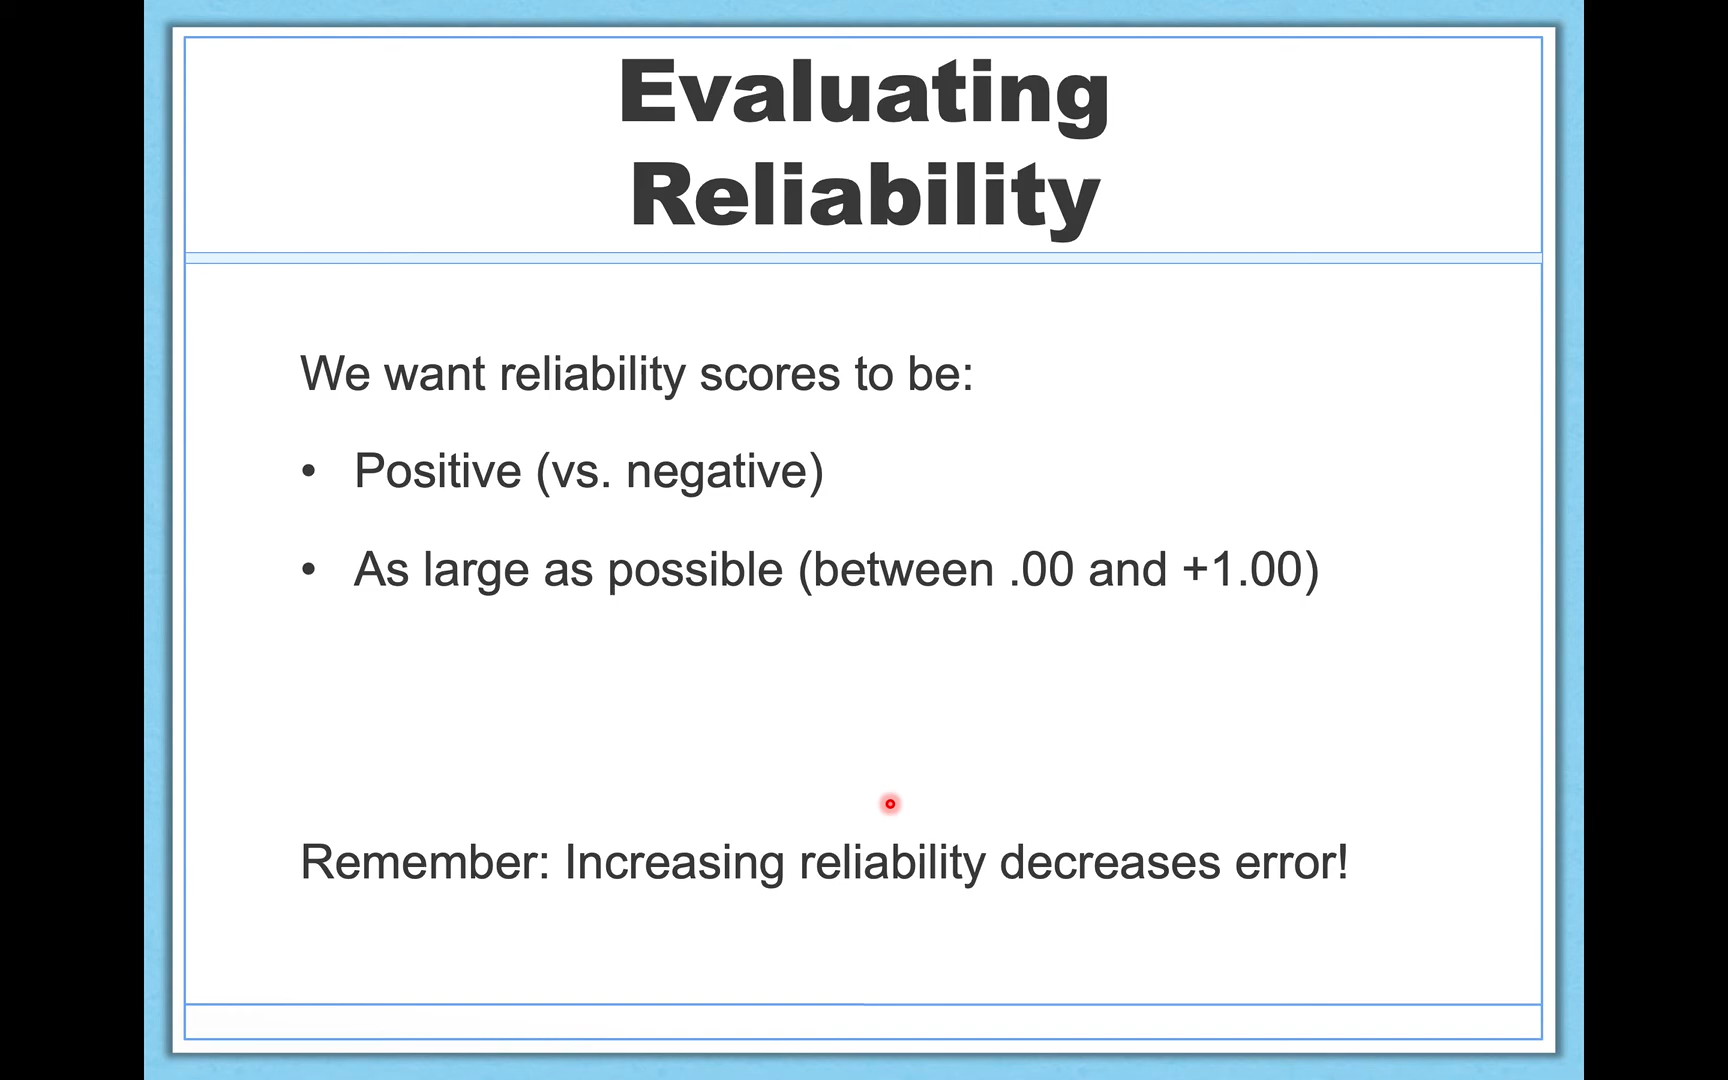 Evaluating
Reliability
We want reliability scores to be:
• Positive (vs. negative)
• As large as possible (between .00 and +1.00)
Remember: Increasing reliability decreases error!